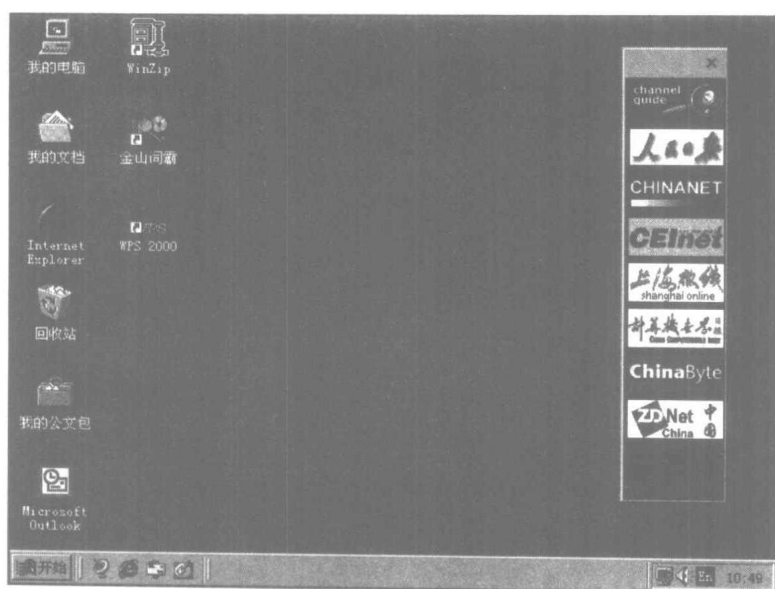 我的电脑
WinZip
我的文档
金山词霸
Internet
Explorer
WPS 2000
回收站
我的公文包
Microsoft
Outlook
channel
guide
人民日报
CHINANET
CEInet
上海热线
shanghai online
计算机世界
ChinaByte
ZDNet 中国
China
开始
En
10:49